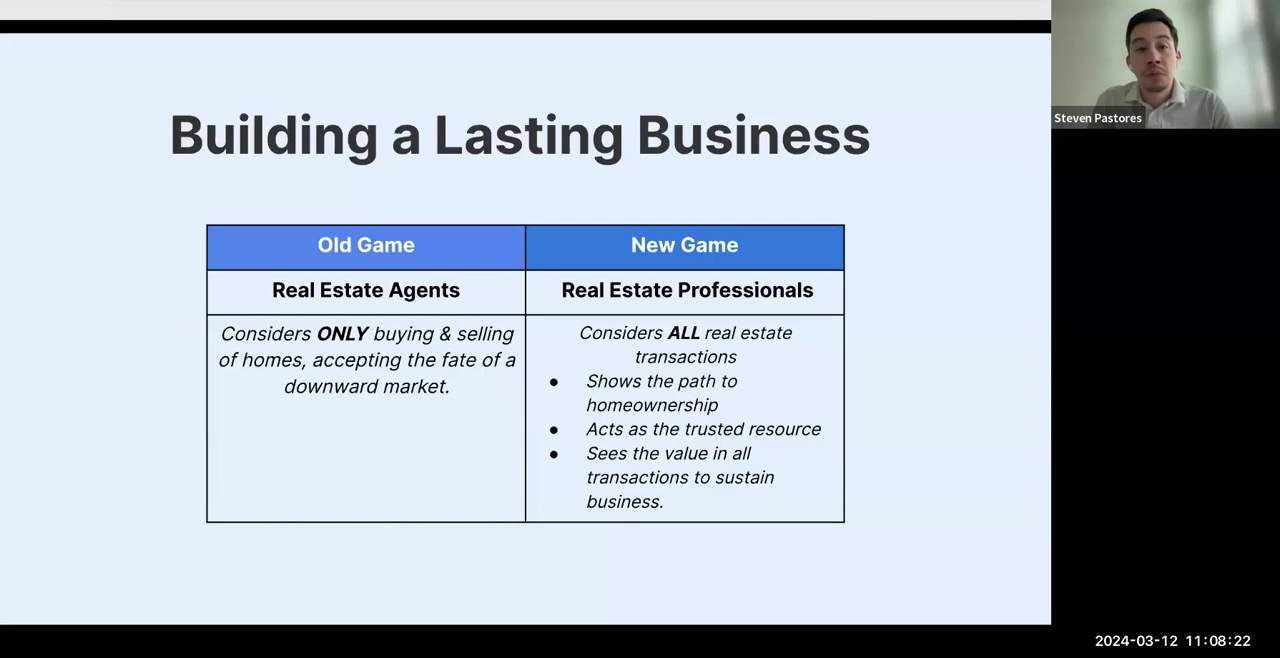 Building a Lasting Business
Steven Pastores
Old Game
New Game
Real Estate Agents
Real Estate Professionals
Considers ONLY buying & selling
of homes, accepting the fate of a
downward market.
Considers ALL real estate
transactions
● Shows the path to
homeownership
● Acts as the trusted resource
● Sees the value in all
transactions to sustain
business.
2024-03-12 11:08:22